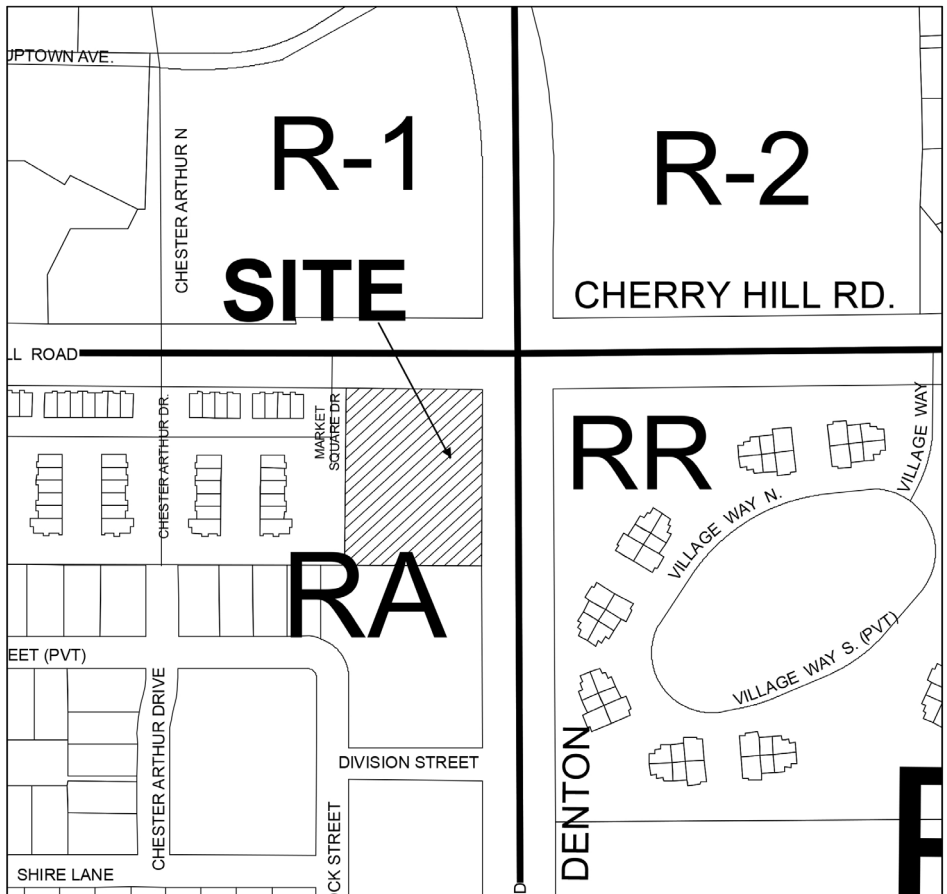 UPTOWN AVE.
R-1
R-2
CHESTER ARTHUR N
SITE
CHERRY HILL RD.
LL ROAD
MARKET
SQUARE DR
CHESTER ARTHUR DR.
RR
VILLAGE WAY
VILLAGE WAY N.
RA
VILLAGE WAY S. (PVT)
EET (PVT)
CHESTER ARTHUR DRIVE
DIVISION STREET
DENTON
CK STREET
SHIRE LANE
D